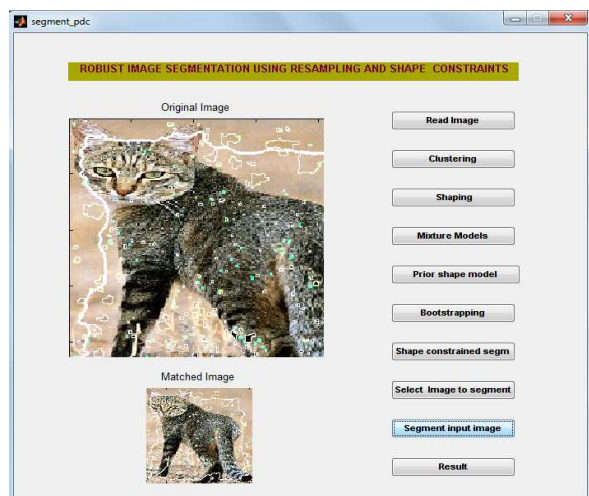 segment_pdc
ROBUST IMAGE SEGMENTATION USING RESAMPLING AND SHAPE CONSTRAINTS
Original Image
Read Image
Clustering
Shaping
Mixture Models
Prior shape model
Bootstrapping
Shape constrained segm
Matched Image
Select Image to segment
Segment input image
Result